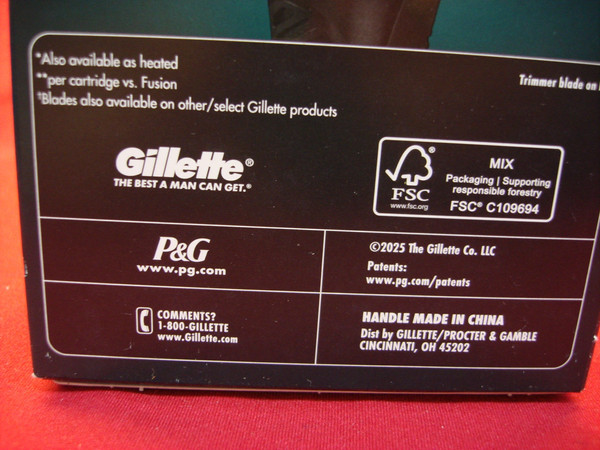 *Also available as heated
**per cartridge vs. Fusion
†Blades also available on other/select Gillette products
Trimmer blade on
Gillette®
THE BEST A MAN CAN GET.®
FSC
www.fsc.org
MIX
Packaging | Supporting
responsible forestry
FSC® C109694
P&G
www.pg.com
©2025 The Gillette Co. LLC
Patents:
www.pg.com/patents
COMMENTS?
1-800-GILLETTE
www.Gillette.com
HANDLE MADE IN CHINA
Dist by GILLETTE/PROCTER & GAMBLE
CINCINNATI, OH 45202